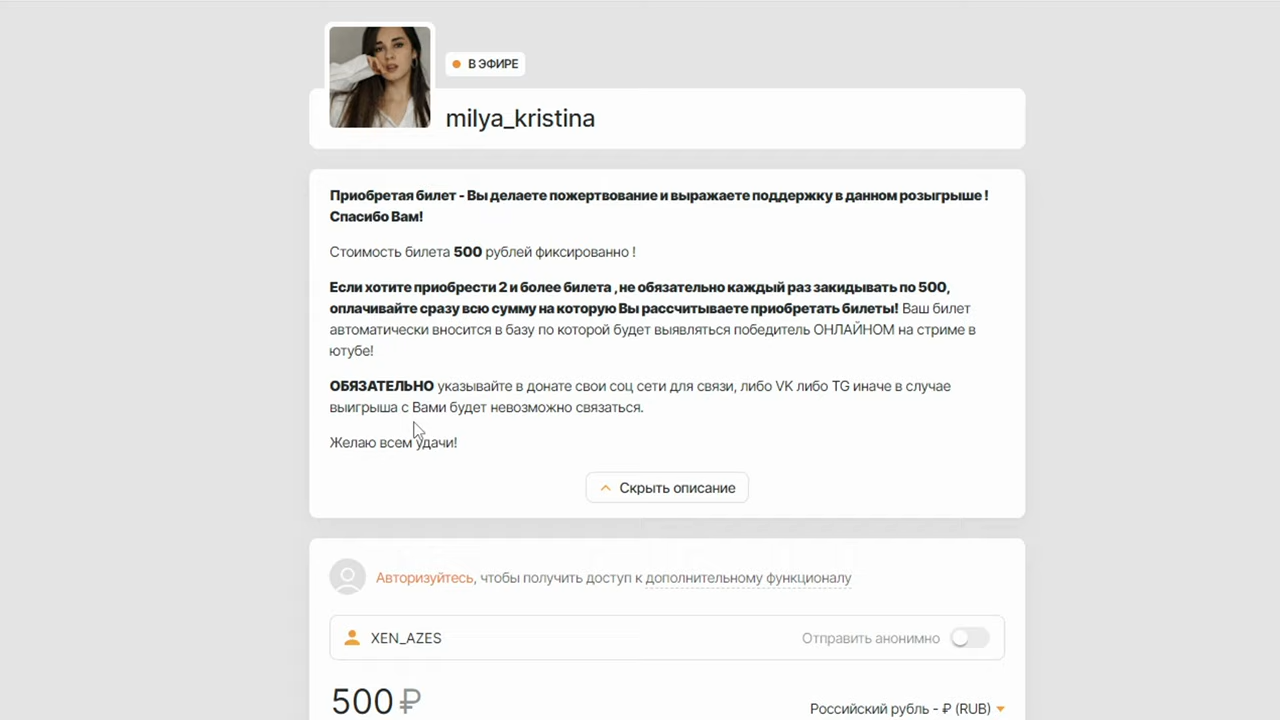 В ЭФИРЕ
milya_kristina
Приобретая билет - Вы делаете пожертвование и выражаете поддержку в данном розыгрыше !
Спасибо Вам!
Стоимость билета 500 рублей фиксированно !
Если хотите приобрести 2 и более билета , не обязательно каждый раз закидывать по 500,
оплачивайте сразу всю сумму на которую Вы рассчитываете приобретать билеты! Ваш билет
автоматически вносится в базу по которой будет выявляться победитель ОНЛАЙНОМ на стриме в
ютубе!
ОБЯЗАТЕЛЬНО указывайте в донате свои соц сети для связи, либо VK либо TG иначе в случае
выигрыша с Вами будет невозможно связаться.
Желаю всем удачи!
Скрыть описание
Авторизуйтесь, чтобы получить доступ к дополнительному функционалу
XEN_AZES Отправить анонимно
500 ₽ Российский рубль - ₽ (RUB)